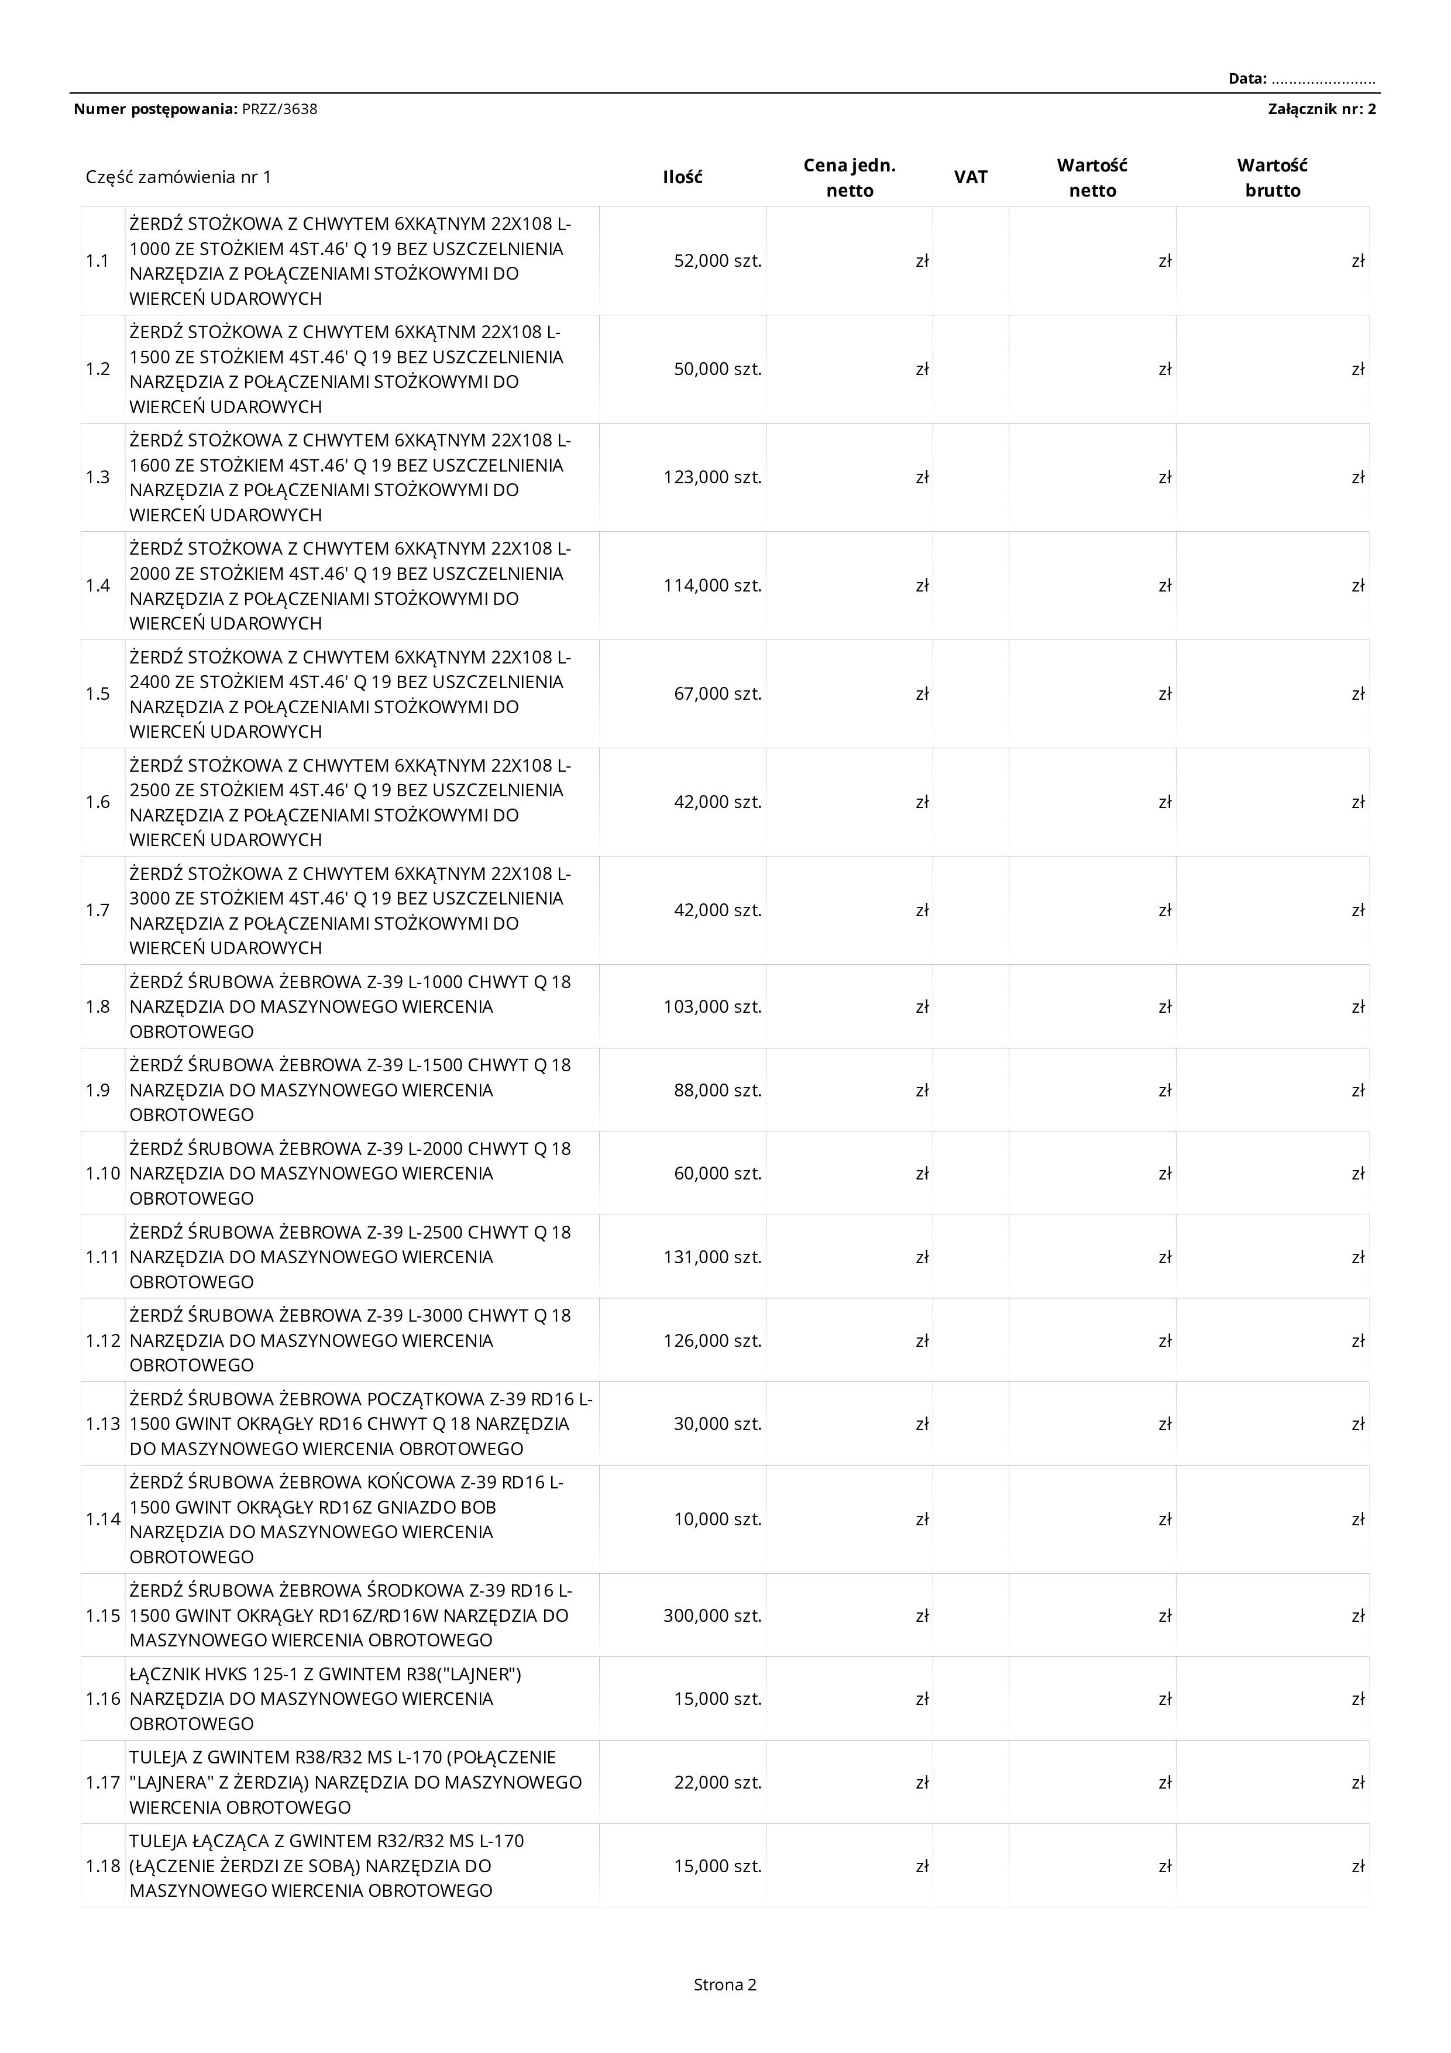 Data: ........................
Numer postępowania: PRZZ/3638 Załącznik nr: 2
Część zamówienia nr 1 Ilość Cena jedn. netto VAT Wartość netto Wartość brutto
1.1 ŻERDŹ STOŻKOWA Z CHWYTEM 6XKĄTNYM 22X108 L-
1000 ZE STOŻKIEM 4ST.46' Q 19 BEZ USZCZELNIENIA
NARZĘDZIA Z POŁĄCZENIAMI STOŻKOWYMI DO
WIERCEŃ UDAROWYCH
52,000 szt. zł zł zł
1.2 ŻERDŹ STOŻKOWA Z CHWYTEM 6XKĄTNM 22X108 L-
1500 ZE STOŻKIEM 4ST.46' Q 19 BEZ USZCZELNIENIA
NARZĘDZIA Z POŁĄCZENIAMI STOŻKOWYMI DO
WIERCEŃ UDAROWYCH
50,000 szt. zł zł zł
1.3 ŻERDŹ STOŻKOWA Z CHWYTEM 6XKĄTNYM 22X108 L-
1600 ZE STOŻKIEM 4ST.46' Q 19 BEZ USZCZELNIENIA
NARZĘDZIA Z POŁĄCZENIAMI STOŻKOWYMI DO
WIERCEŃ UDAROWYCH
123,000 szt. zł zł zł
1.4 ŻERDŹ STOŻKOWA Z CHWYTEM 6XKĄTNYM 22X108 L-
2000 ZE STOŻKIEM 4ST.46' Q 19 BEZ USZCZELNIENIA
NARZĘDZIA Z POŁĄCZENIAMI STOŻKOWYMI DO
WIERCEŃ UDAROWYCH
114,000 szt. zł zł zł
1.5 ŻERDŹ STOŻKOWA Z CHWYTEM 6XKĄTNYM 22X108 L-
2400 ZE STOŻKIEM 4ST.46' Q 19 BEZ USZCZELNIENIA
NARZĘDZIA Z POŁĄCZENIAMI STOŻKOWYMI DO
WIERCEŃ UDAROWYCH
67,000 szt. zł zł zł
1.6 ŻERDŹ STOŻKOWA Z CHWYTEM 6XKĄTNYM 22X108 L-
2500 ZE STOŻKIEM 4ST.46' Q 19 BEZ USZCZELNIENIA
NARZĘDZIA Z POŁĄCZENIAMI STOŻKOWYMI DO
WIERCEŃ UDAROWYCH
42,000 szt. zł zł zł
1.7 ŻERDŹ STOŻKOWA Z CHWYTEM 6XKĄTNYM 22X108 L-
3000 ZE STOŻKIEM 4ST.46' Q 19 BEZ USZCZELNIENIA
NARZĘDZIA Z POŁĄCZENIAMI STOŻKOWYMI DO
WIERCEŃ UDAROWYCH
42,000 szt. zł zł zł
1.8 ŻERDŹ ŚRUBOWA ŻEBROWA Z-39 L-1000 CHWYT Q 18
NARZĘDZIA DO MASZYNOWEGO WIERCENIA
OBROTOWEGO
103,000 szt. zł zł zł
1.9 ŻERDŹ ŚRUBOWA ŻEBROWA Z-39 L-1500 CHWYT Q 18
NARZĘDZIA DO MASZYNOWEGO WIERCENIA
OBROTOWEGO
88,000 szt. zł zł zł
1.10 ŻERDŹ ŚRUBOWA ŻEBROWA Z-39 L-2000 CHWYT Q 18
NARZĘDZIA DO MASZYNOWEGO WIERCENIA
OBROTOWEGO
60,000 szt. zł zł zł
1.11 ŻERDŹ ŚRUBOWA ŻEBROWA Z-39 L-2500 CHWYT Q 18
NARZĘDZIA DO MASZYNOWEGO WIERCENIA
OBROTOWEGO
131,000 szt. zł zł zł
1.12 ŻERDŹ ŚRUBOWA ŻEBROWA Z-39 L-3000 CHWYT Q 18
NARZĘDZIA DO MASZYNOWEGO WIERCENIA
OBROTOWEGO
126,000 szt. zł zł zł
1.13 ŻERDŹ ŚRUBOWA ŻEBROWA POCZĄTKOWA Z-39 RD16 L-
1500 GWINT OKRĄGŁY RD16 CHWYT Q 18 NARZĘDZIA
DO MASZYNOWEGO WIERCENIA OBROTOWEGO
30,000 szt. zł zł zł
1.14 ŻERDŹ ŚRUBOWA ŻEBROWA KOŃCOWA Z-39 RD16 L-
1500 GWINT OKRĄGŁY RD16Z GNIAZDO BOB
NARZĘDZIA DO MASZYNOWEGO WIERCENIA
OBROTOWEGO
10,000 szt. zł zł zł
1.15 ŻERDŹ ŚRUBOWA ŻEBROWA ŚRODKOWA Z-39 RD16 L-
1500 GWINT OKRĄGŁY RD16Z/RD16W NARZĘDZIA DO
MASZYNOWEGO WIERCENIA OBROTOWEGO
300,000 szt. zł zł zł
1.16 ŁĄCZNIK HVKS 125-1 Z GWINTEM R38("LAJNER")
NARZĘDZIA DO MASZYNOWEGO WIERCENIA
OBROTOWEGO
15,000 szt. zł zł zł
1.17 TULEJA Z GWINTEM R38/R32 MS L-170 (POŁĄCZENIE
"LAJNERA" Z ŻERDZIĄ) NARZĘDZIA DO MASZYNOWEGO
WIERCENIA OBROTOWEGO
22,000 szt. zł zł zł
1.18 TULEJA ŁĄCZĄCA Z GWINTEM R32/R32 MS L-170
(ŁĄCZENIE ŻERDZI ZE SOBĄ) NARZĘDZIA DO
MASZYNOWEGO WIERCENIA OBROTOWEGO
15,000 szt. zł zł zł
Strona 2